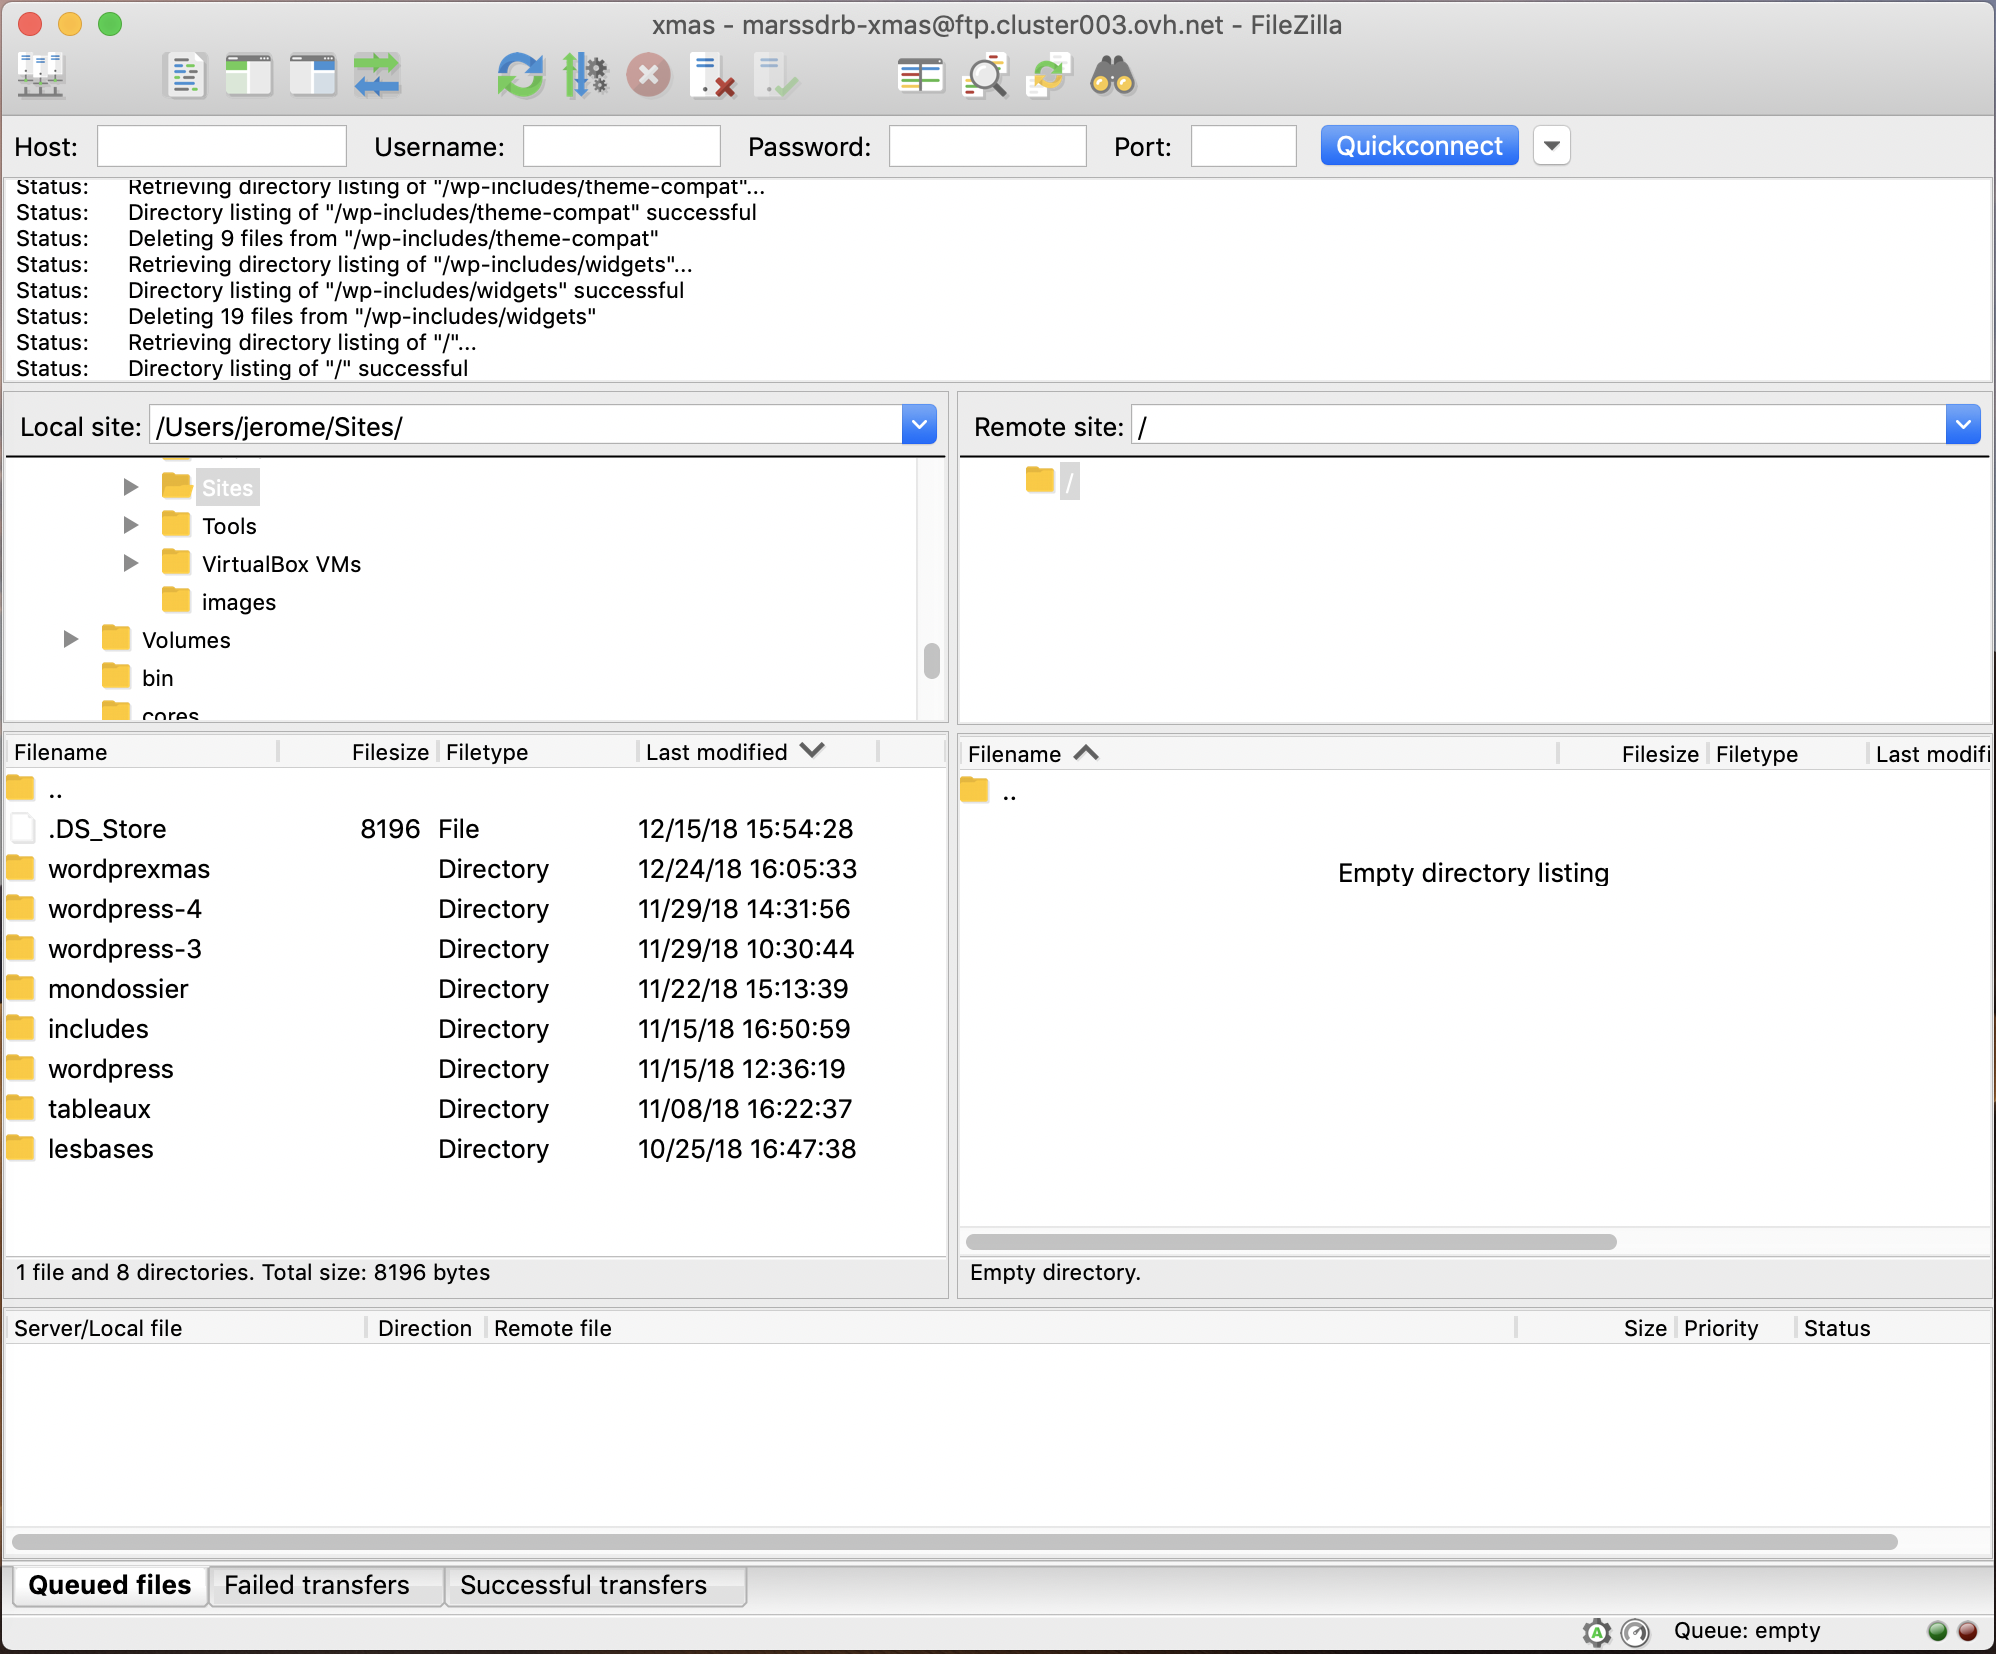 xmas - marssdrb-xmas@ftp.cluster003.ovh.net - FileZilla
Host: Username: Password: Port: Quickconnect
Status: Retrieving directory listing of "/wp-includes/theme-compat"...
Status: Directory listing of "/wp-includes/theme-compat" successful
Status: Deleting 9 files from "/wp-includes/theme-compat"
Status: Retrieving directory listing of "/wp-includes/widgets"...
Status: Directory listing of "/wp-includes/widgets" successful
Status: Deleting 19 files from "/wp-includes/widgets"
Status: Retrieving directory listing of "/"...
Status: Directory listing of "/" successful
Local site: /Users/jerome/Sites/
Sites
Tools
VirtualBox VMs
images
Volumes
bin
cores
Filename Filesize Filetype Last modified
..
.DS_Store 8196 File 12/15/18 15:54:28
wordprexmas Directory 12/24/18 16:05:33
wordpress-4 Directory 11/29/18 14:31:56
wordpress-3 Directory 11/29/18 10:30:44
mondossier Directory 11/22/18 15:13:39
includes Directory 11/15/18 16:50:59
wordpress Directory 11/15/18 12:36:19
tableaux Directory 11/08/18 16:22:37
lesbases Directory 10/25/18 16:47:38
1 file and 8 directories. Total size: 8196 bytes
Remote site: /
/
Filename Filesize Filetype Last modifi
..
Empty directory listing
Empty directory.
Server/Local file Direction Remote file Size Priority Status
Queued files Failed transfers Successful transfers
A Queue: empty